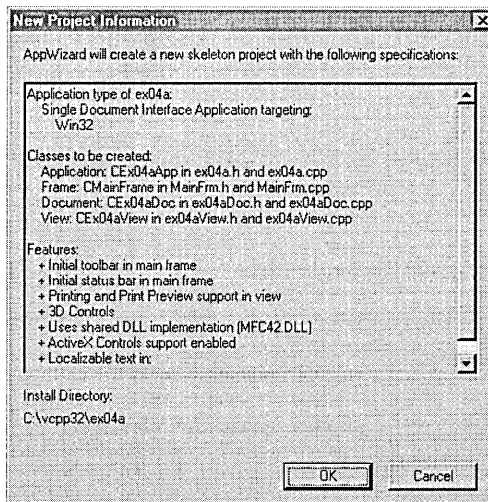 New Project Information
AppWizard will create a new skeleton project with the following specifications:
Application type of ex04a:
Single Document Interface Application targeting:
Win32
Classes to be created:
Application: CEx04aApp in ex04a.h and ex04a.cpp
Frame: CMainFrame in MainFrm.h and MainFrm.cpp
Document: CEx04aDoc in ex04aDoc.h and ex04aDoc.cpp
View: CEx04aView in ex04aView.h and ex04aView.cpp
Features:
+ Initial toolbar in main frame
+ Initial status bar in main frame
+ Printing and Print Preview support in view
+ 3D Controls
+ Uses shared DLL implementation (MFC42.DLL)
+ ActiveX Controls support enabled
+ Localizable text in:
Install Directory:
C:\vcpp32\ex04a
OK
Cancel